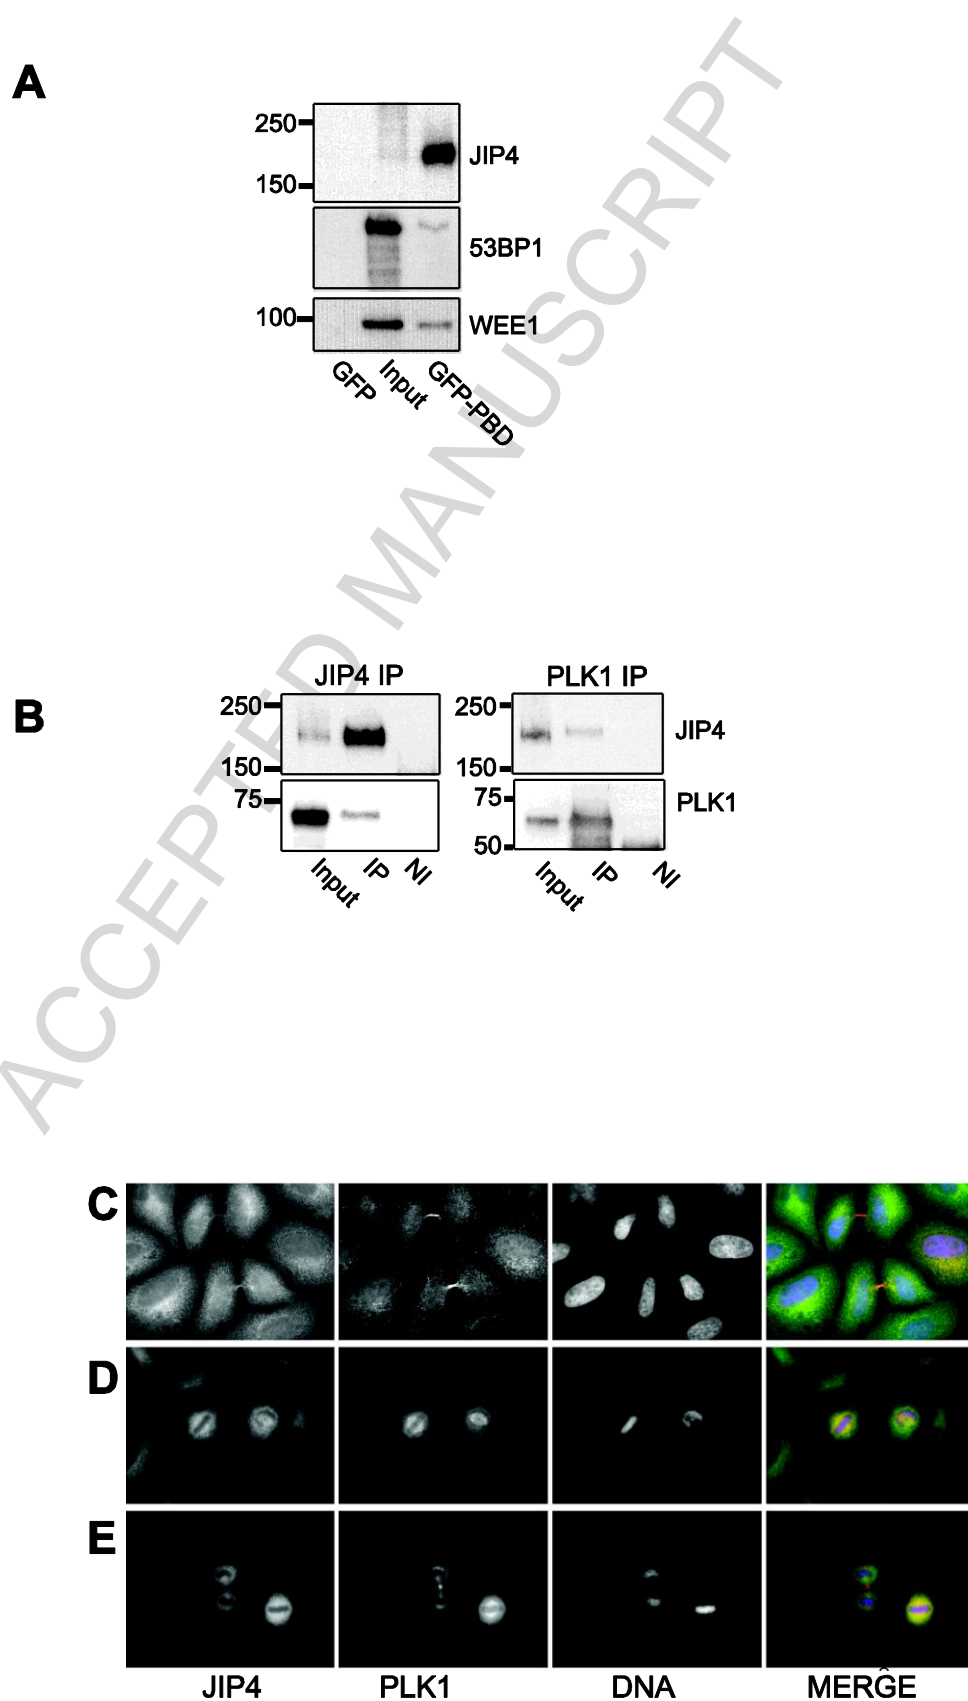 A
250
JIP4
150
53BP1
100
WEE1
GFP
Input
GFP-PBD
ACCEPTED MANUSCRIPT
B
JIP4 IP
PLK1 IP
250
250
JIP4
150
150
75
75
PLK1
50
Input
IP
NI
Input
IP
NI
C
D
E
JIP4
PLK1
DNA
MERGE